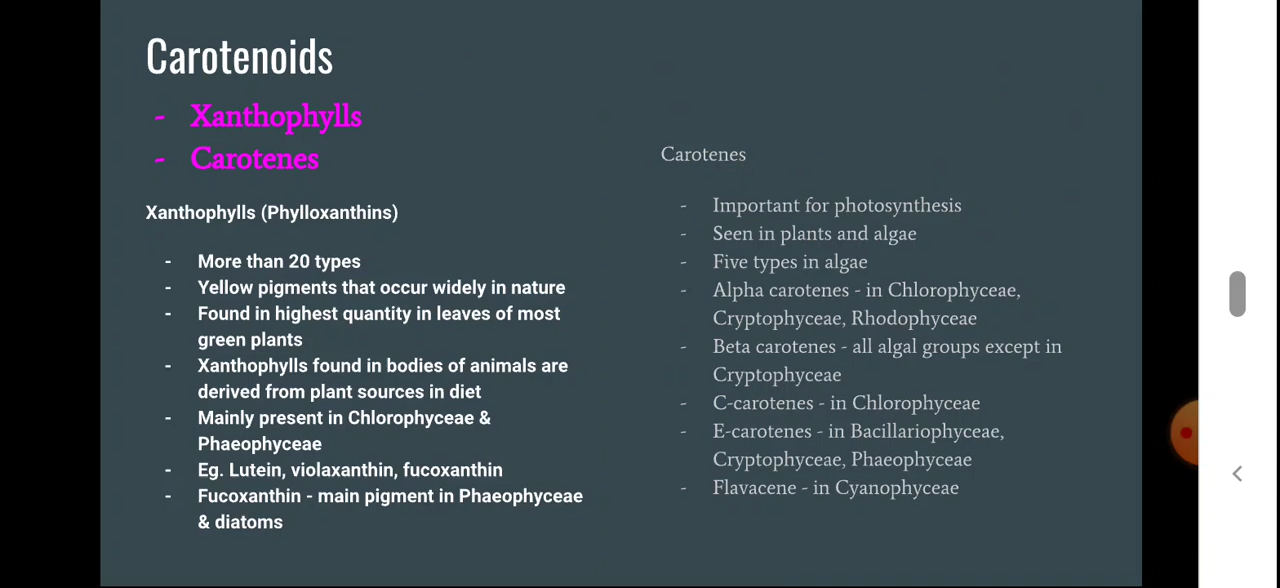 Carotenoids
- Xanthophylls
- Carotenes
Xanthophylls (Phylloxanthins)
- More than 20 types
- Yellow pigments that occur widely in nature
- Found in highest quantity in leaves of most
green plants
- Xanthophylls found in bodies of animals are
derived from plant sources in diet
- Mainly present in Chlorophyceae &
Phaeophyceae
- Eg. Lutein, violaxanthin, fucoxanthin
- Fucoxanthin - main pigment in Phaeophyceae
& diatoms
Carotenes
- Important for photosynthesis
- Seen in plants and algae
- Five types in algae
- Alpha carotenes - in Chlorophyceae,
Cryptophyceae, Rhodophyceae
- Beta carotenes - all algal groups except in
Cryptophyceae
- C-carotenes - in Chlorophyceae
- E-carotenes - in Bacillariophyceae,
Cryptophyceae, Phaeophyceae
- Flavacene - in Cyanophyceae